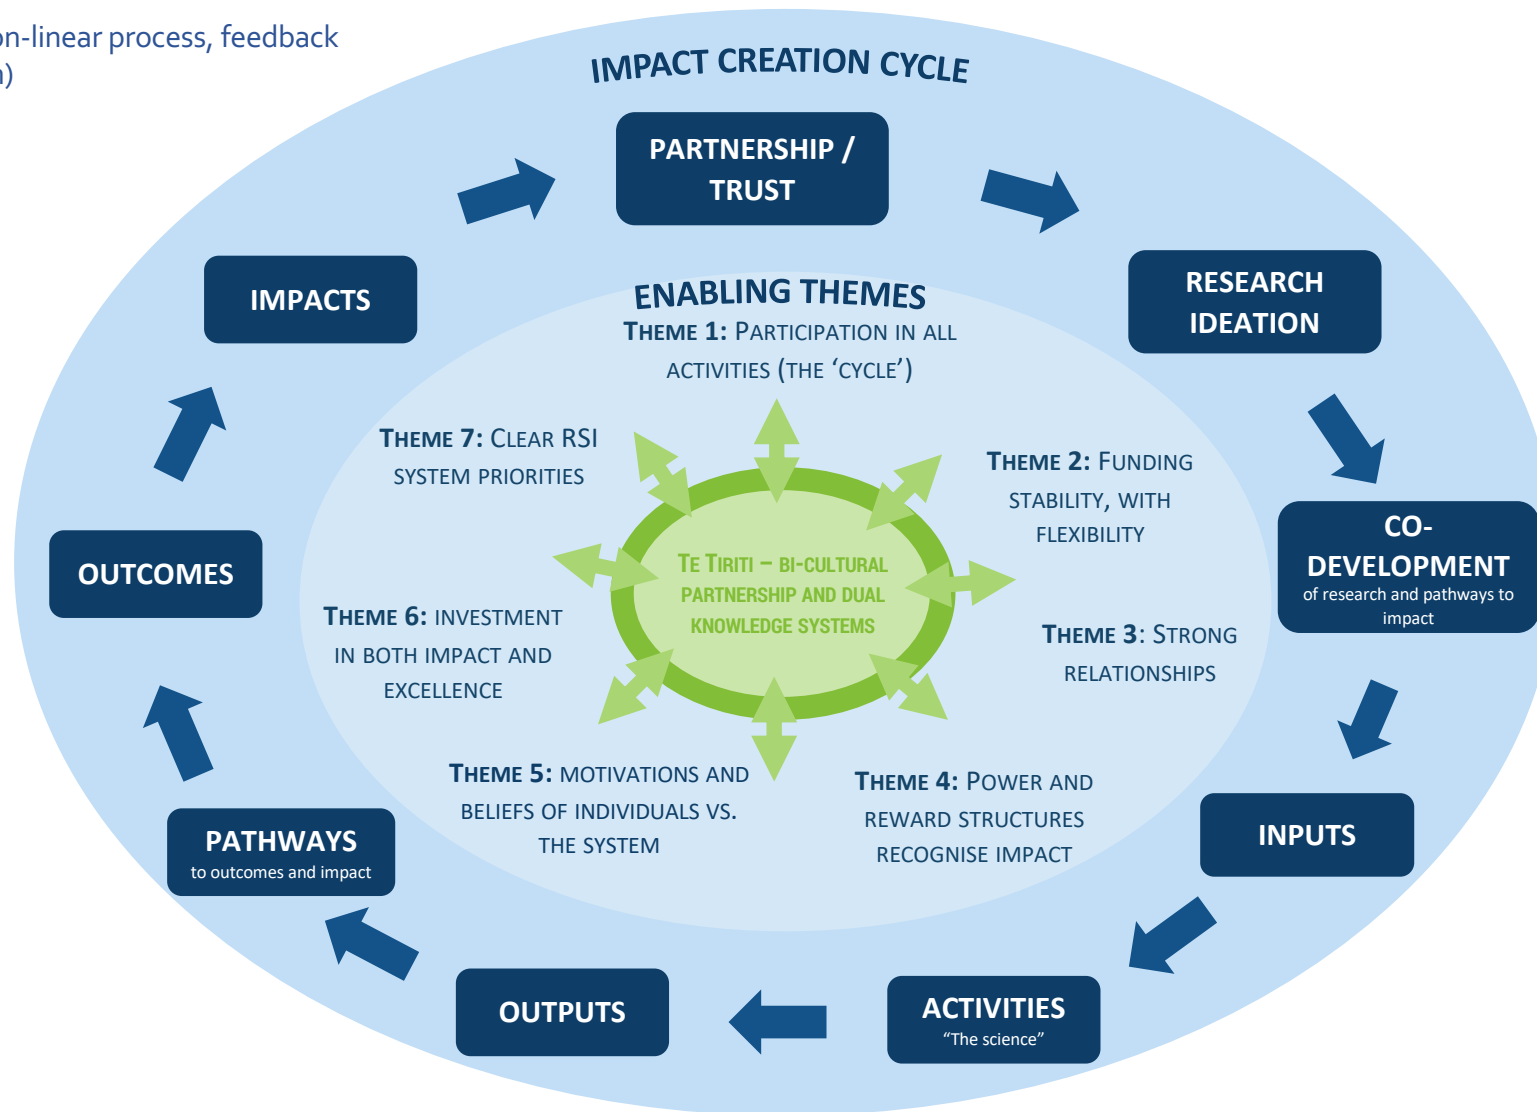 on-linear process, feedback
)
IMPACT CREATION CYCLE
PARTNERSHIP /
TRUST
RESEARCH
IDEATION
CO-
DEVELOPMENT
of research and pathways to
impact
INPUTS
ACTIVITIES
“The science”
OUTPUTS
PATHWAYS
to outcomes and impact
OUTCOMES
IMPACTS
ENABLING THEMES
THEME 1: PARTICIPATION IN ALL
ACTIVITIES (THE ‘CYCLE’)
THEME 2: FUNDING
STABILITY, WITH
FLEXIBILITY
THEME 3: STRONG
RELATIONSHIPS
THEME 4: POWER AND
REWARD STRUCTURES
RECOGNISE IMPACT
THEME 5: MOTIVATIONS AND
BELIEFS OF INDIVIDUALS VS.
THE SYSTEM
THEME 6: INVESTMENT
IN BOTH IMPACT AND
EXCELLENCE
THEME 7: CLEAR RSI
SYSTEM PRIORITIES
TE TIRITI – BI-CULTURAL
PARTNERSHIP AND DUAL
KNOWLEDGE SYSTEMS